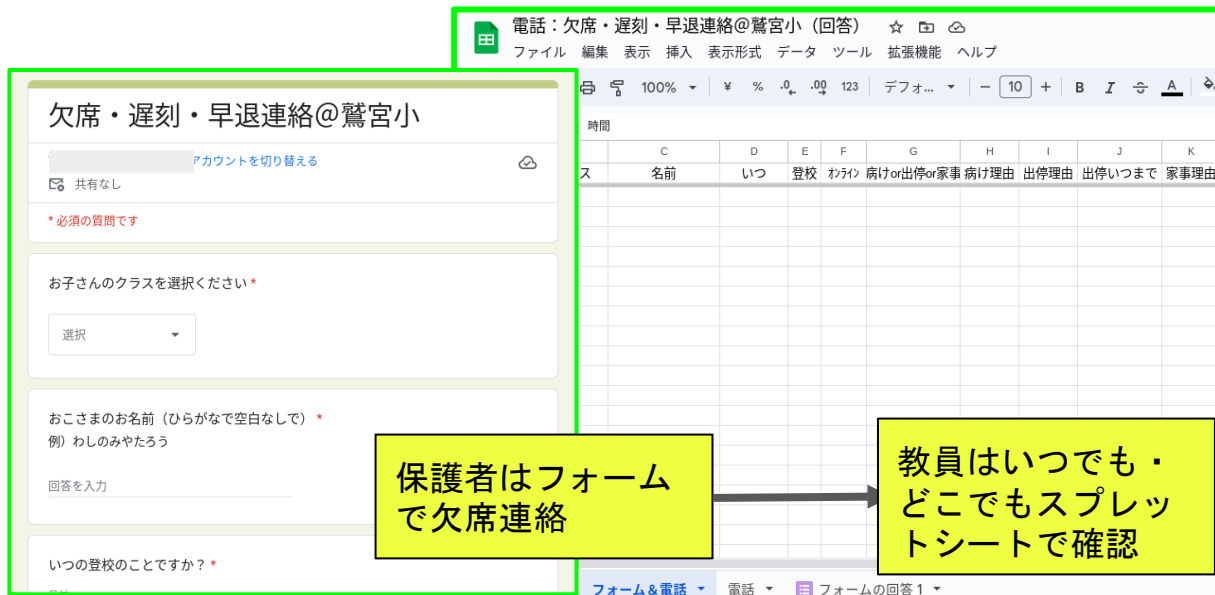 電話：欠席・遅刻・早退連絡@鷲宮小（回答）
ファイル 編集 表示 挿入 表示形式 データ ツール 拡張機能 ヘルプ
100% ¥ % .0 .00 123 デフォ... − 10 + B I A
時間
C D E F G H I J K
ス 名前 いつ 登校 ｵﾝﾗｲﾝ 病けor出停or家事 病け理由 出停理由 出停いつまで 家事理由
欠席・遅刻・早退連絡@鷲宮小
アカウントを切り替える
共有なし
* 必須の質問です
お子さんのクラスを選択ください *
選択
おこさまのお名前（ひらがなで空白なしで） *
例）わしのみやたろう
回答を入力
いつの登校のことですか？ *
保護者はフォーム
で欠席連絡
教員はいつでも・
どこでもスプレッ
トシートで確認
フォーム＆電話 電話 フォームの回答 1